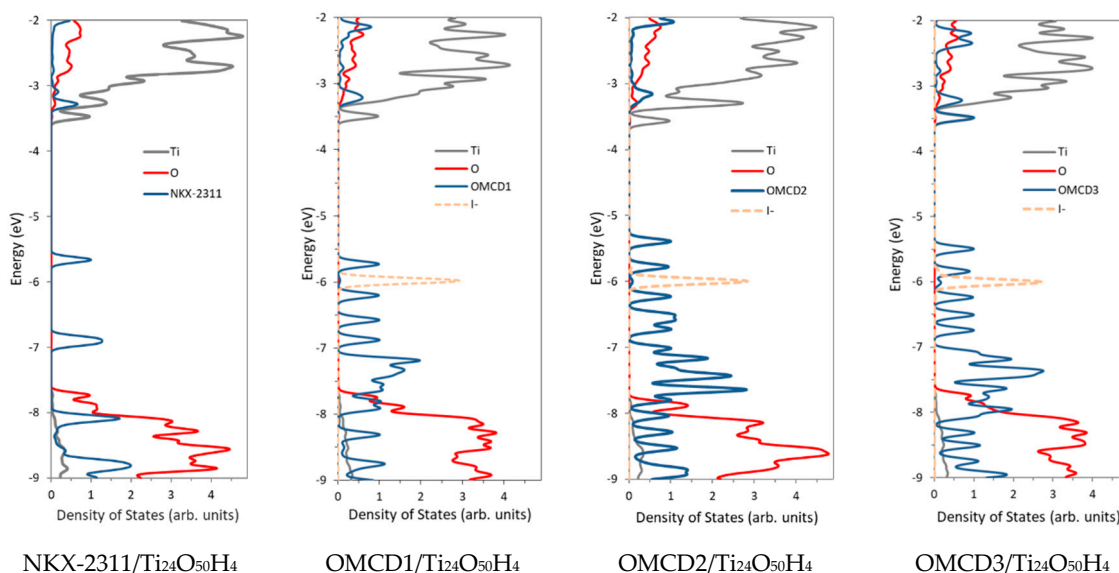 -2
-3
-4
-5
-6
-7
-8
-9
Energy (eV)
Ti
O
NKX-2311
0 1 2 3 4
Density of States (arb. units)
NKX-2311/Ti₂₄O₅₀H₄
-2
-3
-4
-5
-6
-7
-8
-9
Energy (eV)
Ti
O
OMCD1
I-
0 1 2 3 4
Density of States (arb. units)
OMCD1/Ti₂₄O₅₀H₄
-2
-3
-4
-5
-6
-7
-8
-9
Energy (eV)
Ti
O
OMCD2
I-
0 1 2 3 4
Density of States (arb. units)
OMCD2/Ti₂₄O₅₀H₄
-2
-3
-4
-5
-6
-7
-8
-9
Energy (eV)
Ti
O
OMCD3
I-
0 1 2 3 4
Density of States (arb. units)
OMCD3/Ti₂₄O₅₀H₄